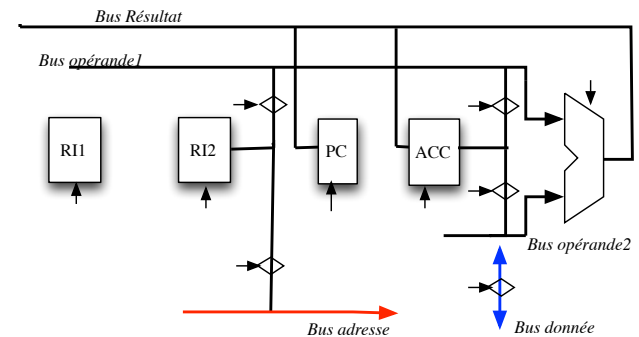 Bus Résultat
Bus opérande1
RI1
RI2
PC
ACC
Bus opérande2
Bus adresse
Bus donnée